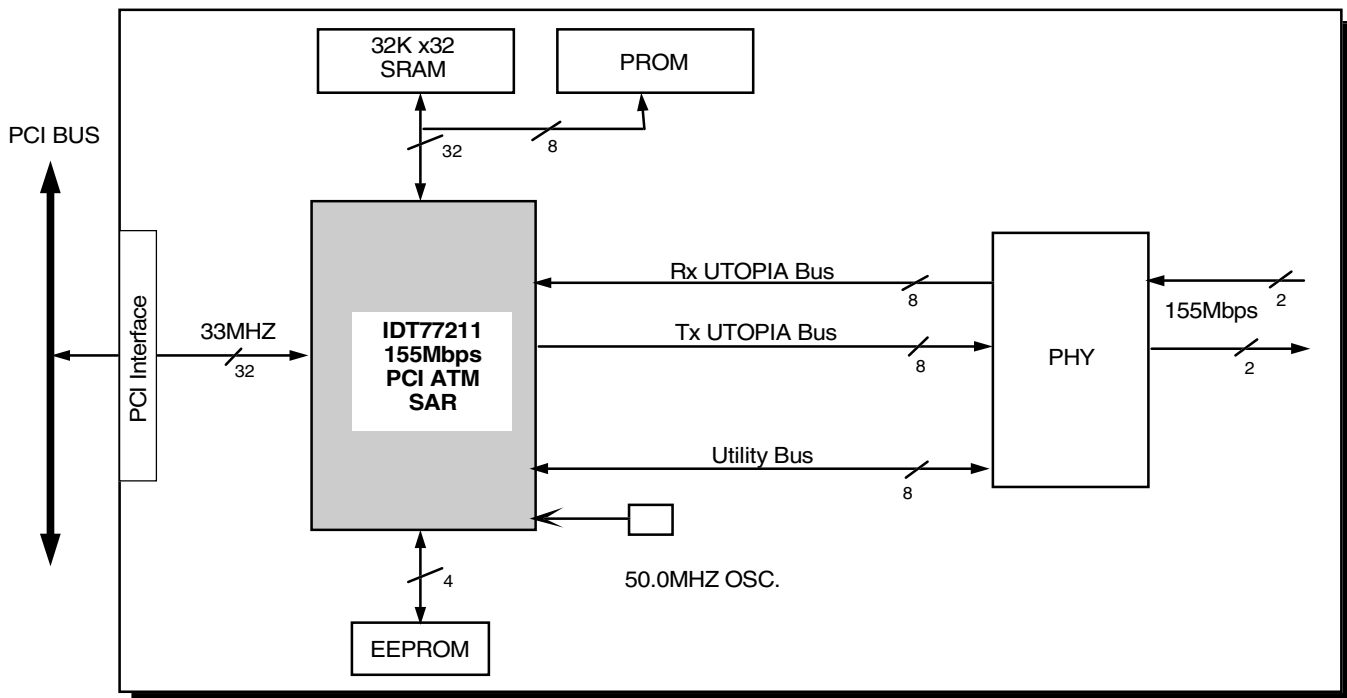 32K x32
SRAM
PROM
PCI BUS
32
8
PCI Interface
33MHZ
32
IDT77211
155Mbps
PCI ATM
SAR
Rx UTOPIA Bus
8
Tx UTOPIA Bus
8
Utility Bus
8
PHY
2
155Mbps
2
50.0MHZ OSC.
4
EEPROM